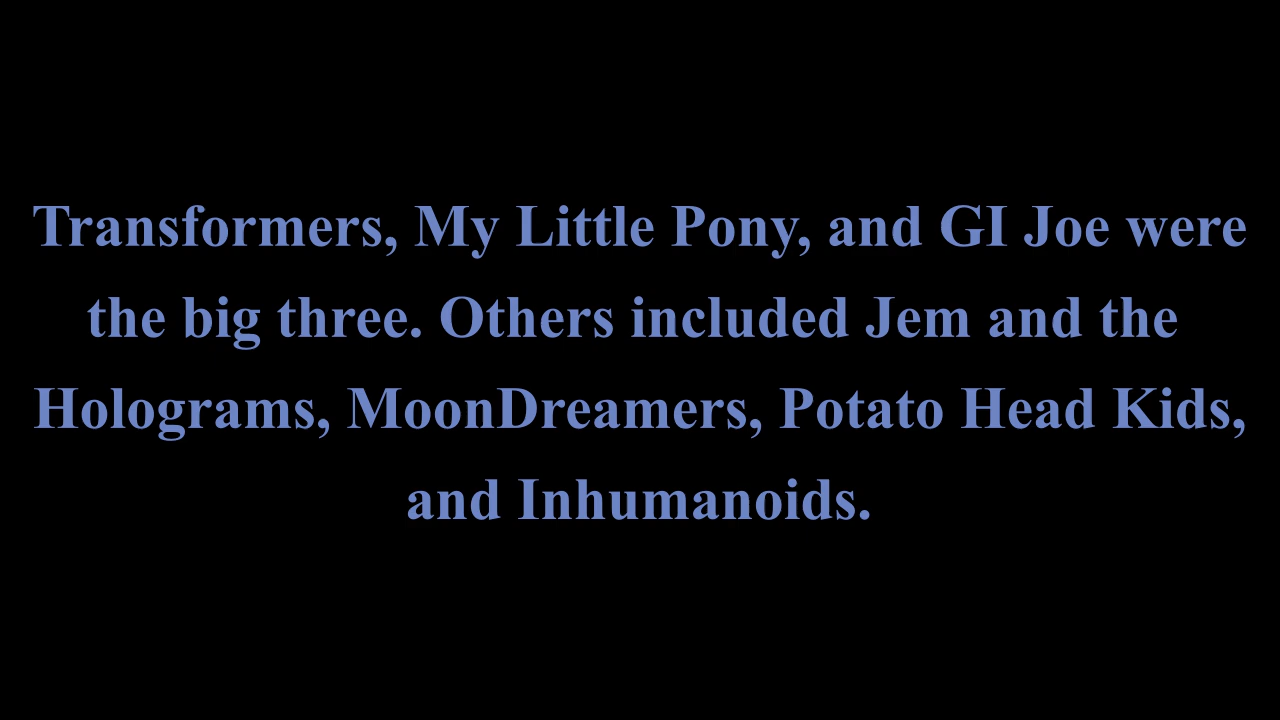 Transformers, My Little Pony, and GI Joe were
the big three. Others included Jem and the
Holograms, MoonDreamers, Potato Head Kids,
and Inhumanoids.